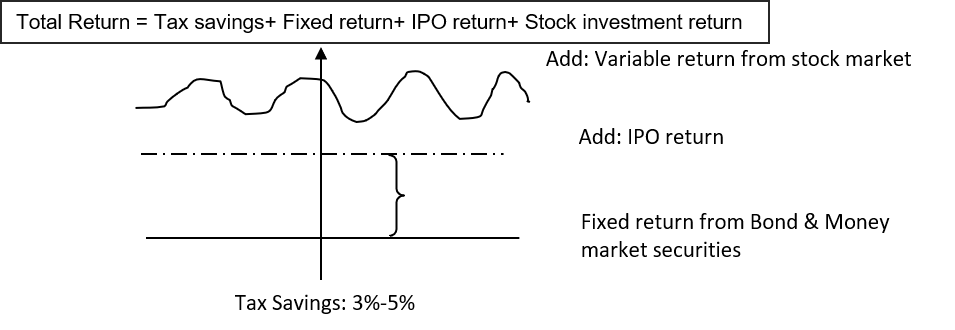 Total Return = Tax savings+ Fixed return+ IPO return+ Stock investment return
Add: Variable return from stock market
Add: IPO return
Fixed return from Bond & Money
market securities
Tax Savings: 3%-5%